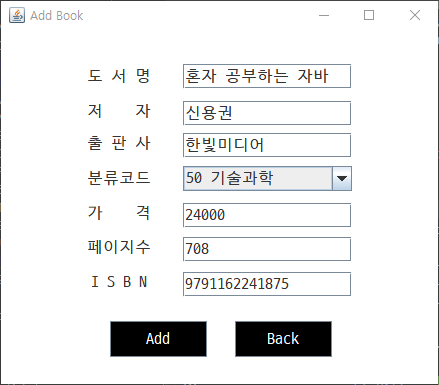 Add Book
도 서 명 혼자 공부하는 자바
저 자 신용권
출 판 사 한빛미디어
분류코드 50 기술과학
가 격 24000
페이지수 708
I S B N 9791162241875
Add Back